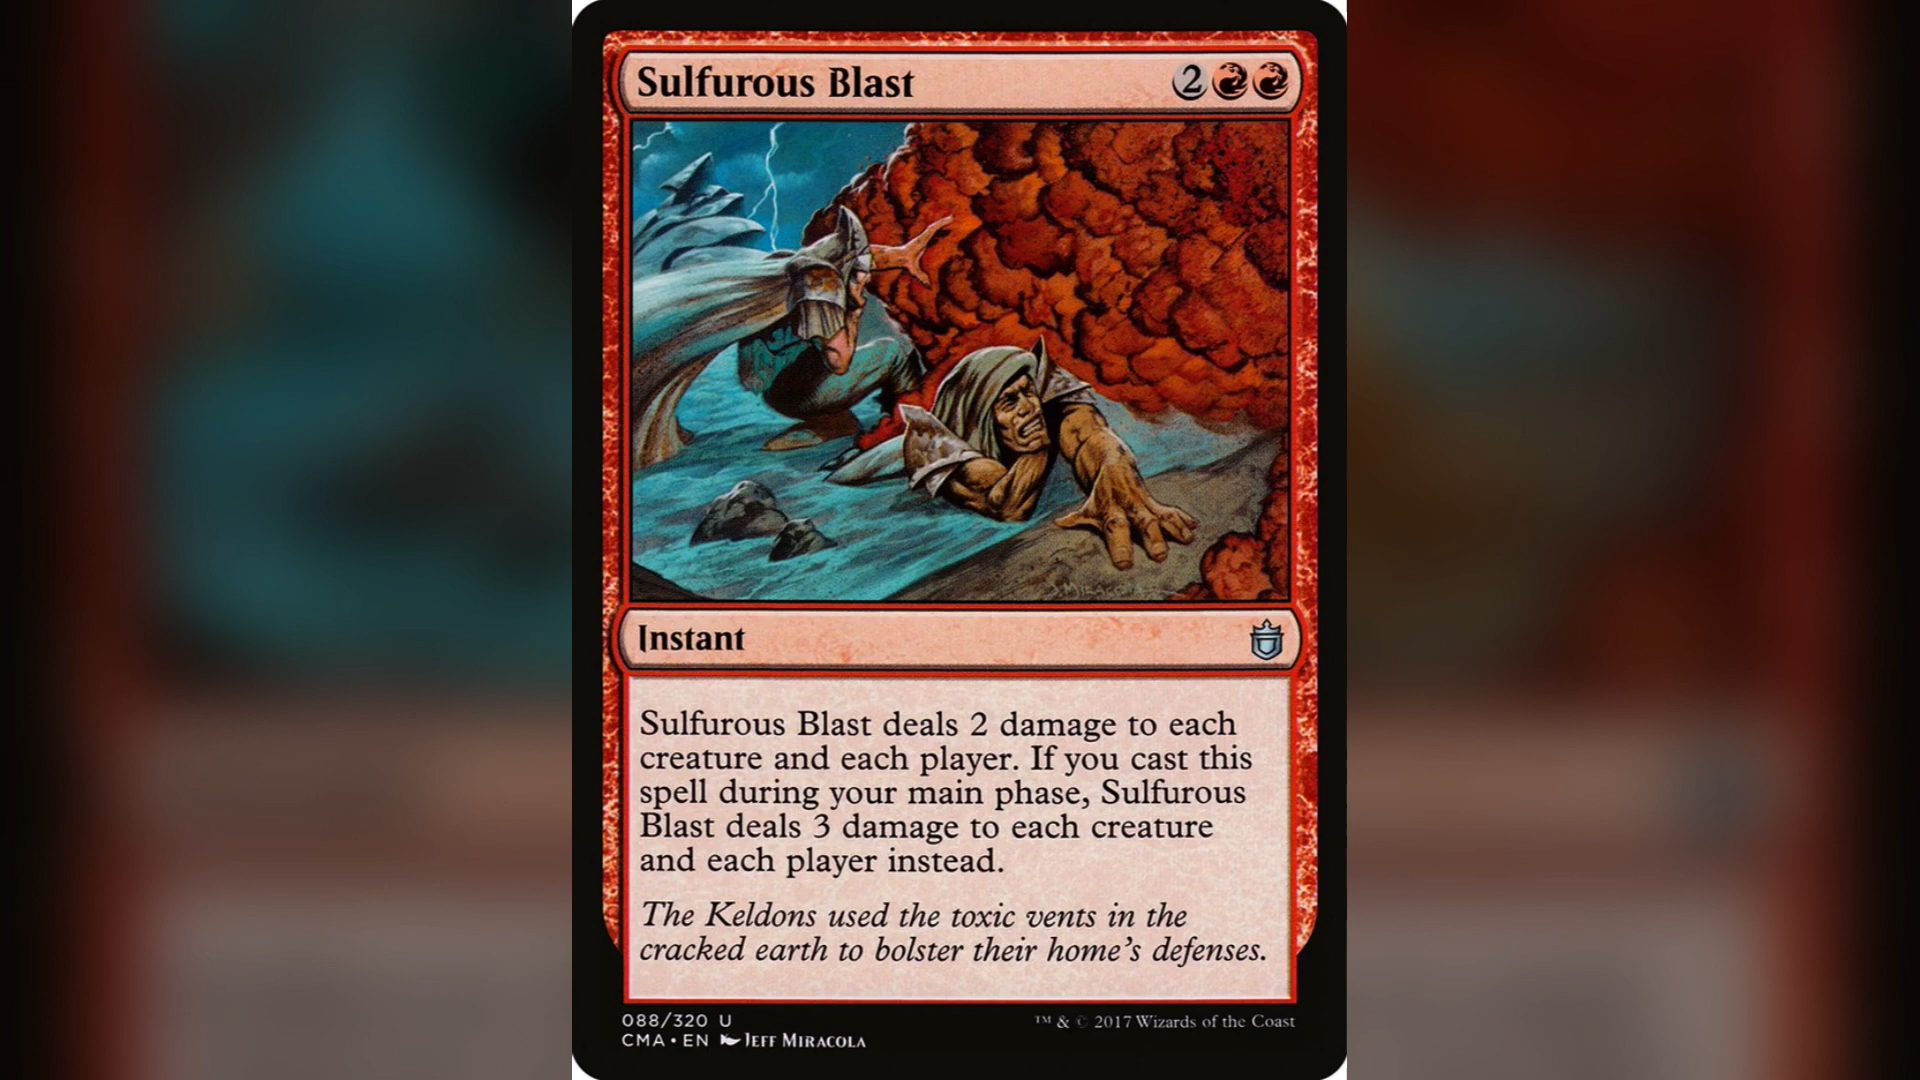 Sulfurous Blast 2
Instant
Sulfurous Blast deals 2 damage to each
creature and each player. If you cast this
spell during your main phase, Sulfurous
Blast deals 3 damage to each creature
and each player instead.
The Keldons used the toxic vents in the
cracked earth to bolster their home’s defenses.
088/320 U
CMA • EN Jeff Miracola
™ & © 2017 Wizards of the Coast